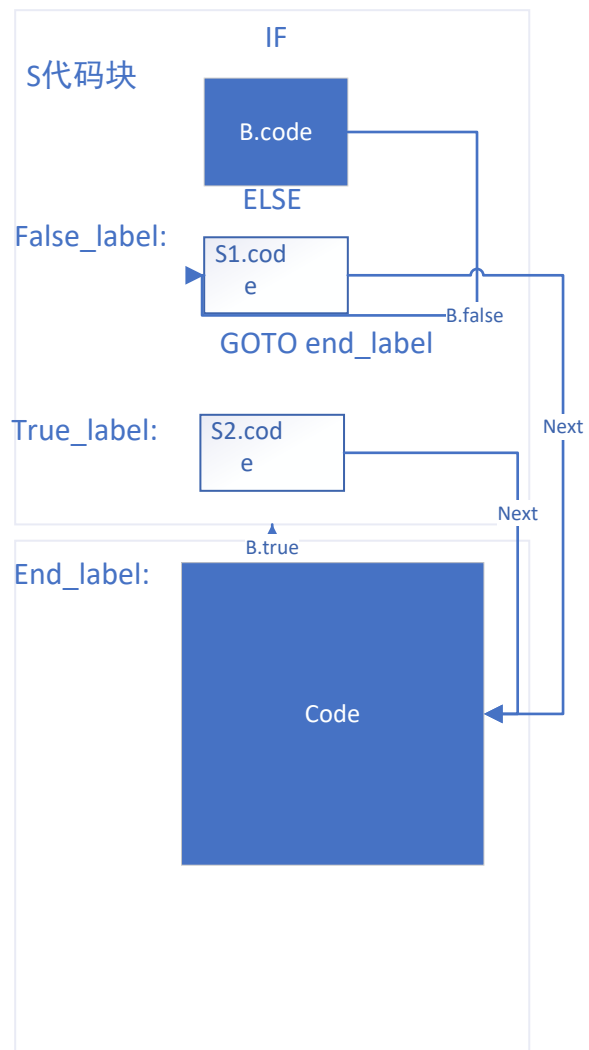 IF
S代码块
B.code
ELSE
False_label:
S1.cod
e
B.false
GOTO end_label
True_label:
S2.cod
e
Next
Next
B.true
End_label:
Code